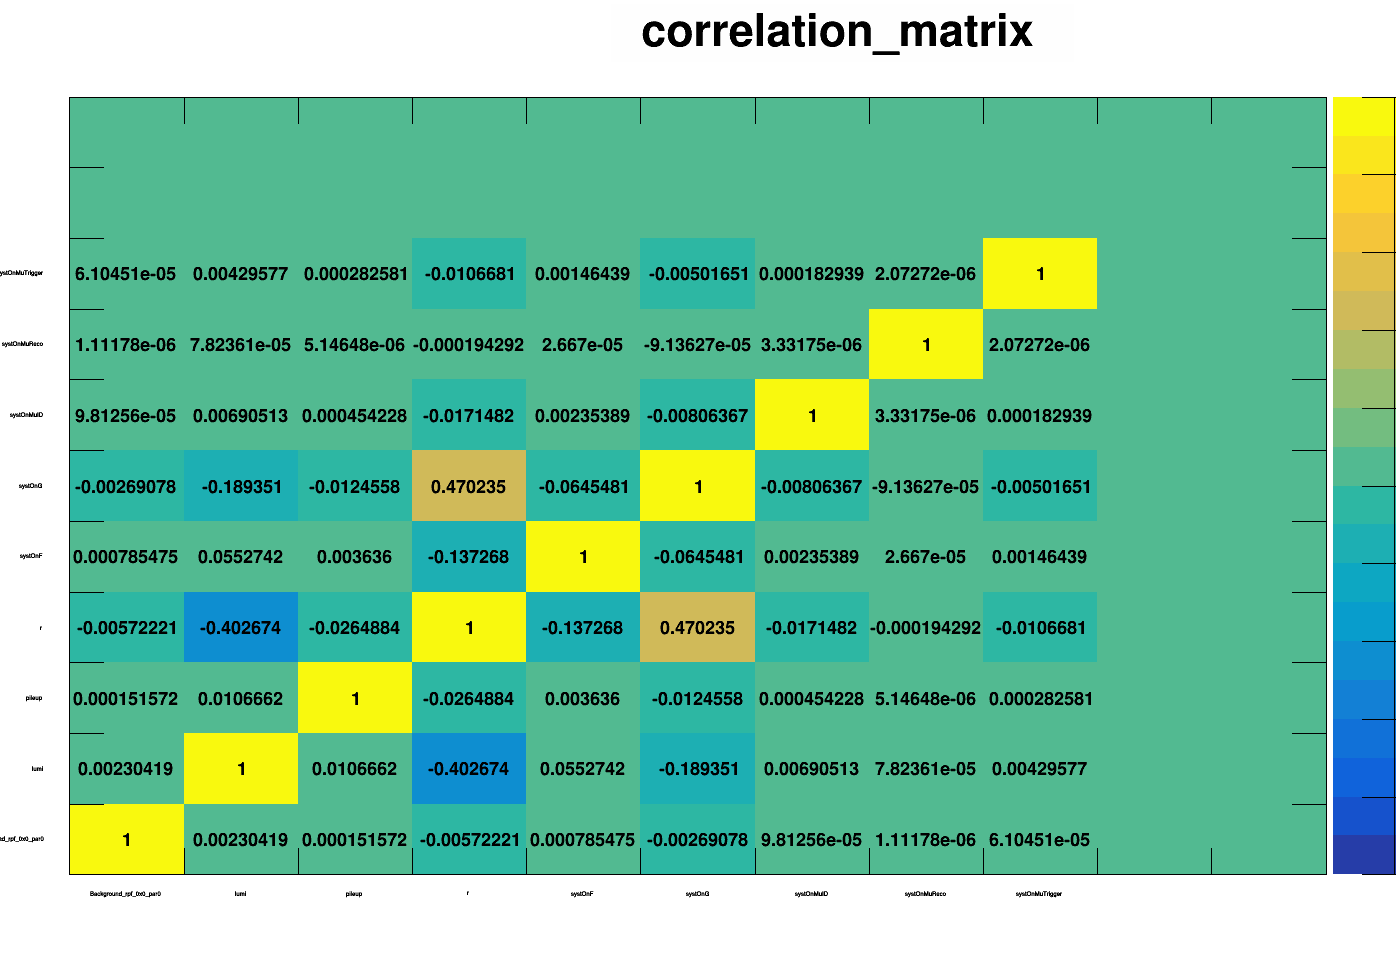 correlation_matrix
ystOnMuTrigger 6.10451e-05 0.00429577 0.000282581 -0.0106681 0.00146439 -0.00501651 0.000182939 2.07272e-06 1
systOnMuReco 1.11178e-06 7.82361e-05 5.14648e-06 -0.000194292 2.667e-05 -9.13627e-05 3.33175e-06 1 2.07272e-06
systOnMuID 9.81256e-05 0.00690513 0.000454228 -0.0171482 0.00235389 -0.00806367 1 3.33175e-06 0.000182939
systOnG -0.00269078 -0.189351 -0.0124558 0.470235 -0.0645481 1 -0.00806367 -9.13627e-05 -0.00501651
systOnF 0.000785475 0.0552742 0.003636 -0.137268 1 -0.0645481 0.00235389 2.667e-05 0.00146439
r -0.00572221 -0.402674 -0.0264884 1 -0.137268 0.470235 -0.0171482 -0.000194292 -0.0106681
pileup 0.000151572 0.0106662 1 -0.0264884 0.003636 -0.0124558 0.000454228 5.14648e-06 0.000282581
lumi 0.00230419 1 0.0106662 -0.402674 0.0552742 -0.189351 0.00690513 7.82361e-05 0.00429577
nd_rpf_0x0_par0 1 0.00230419 0.000151572 -0.00572221 0.000785475 -0.00269078 9.81256e-05 1.11178e-06 6.10451e-05
Background_rpf_0x0_par0 lumi pileup r systOnF systOnG systOnMuID systOnMuReco systOnMuTrigger